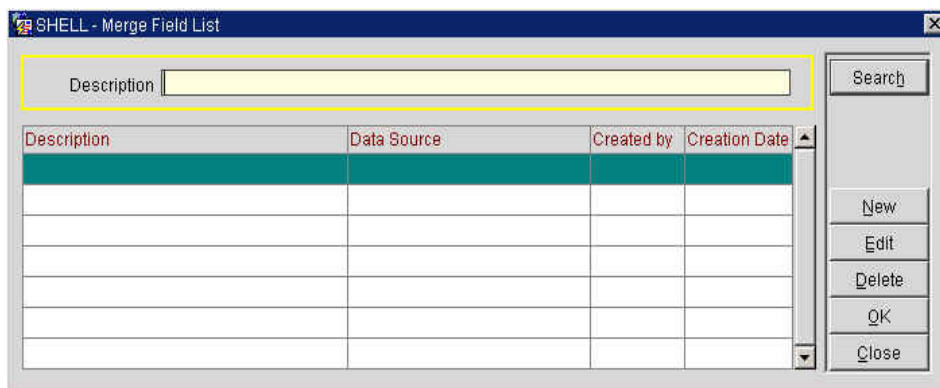 SHELL - Merge Field List
Description
Search
Description Data Source Created by Creation Date
New
Edit
Delete
OK
Close